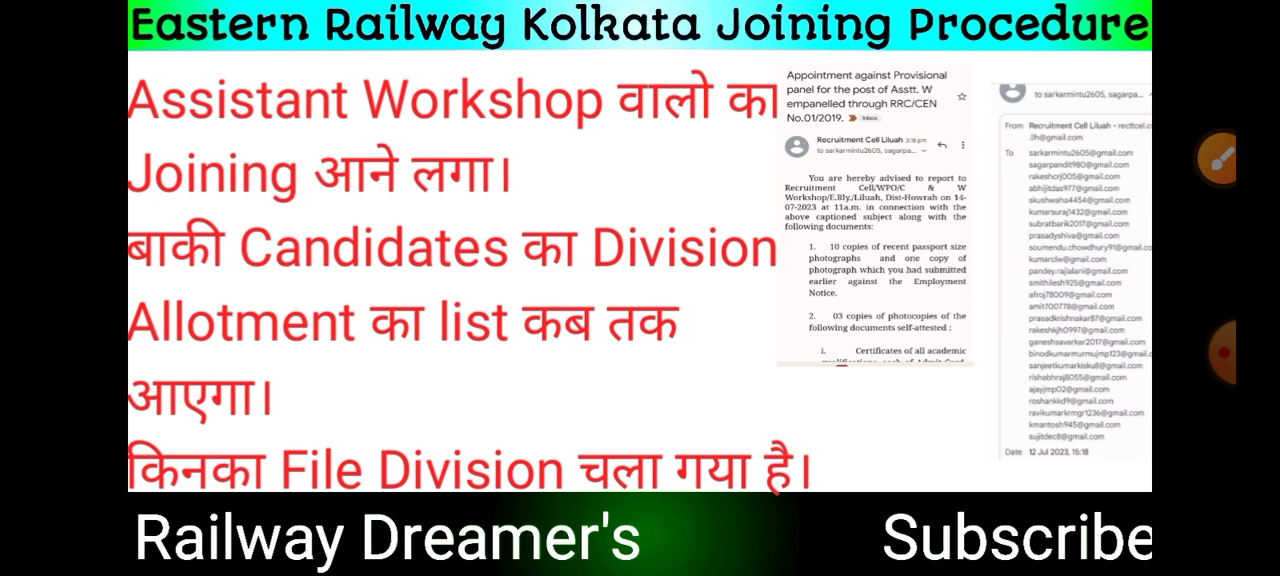 Eastern Railway Kolkata Joining Procedure
Assistant Workshop वालो का
Joining आने लगा।
बाकी Candidates का Division
Allotment का list कब तक
आएगा।
किनका File Division चला गया है।
Appointment against Provisional
panel for the post of Asstt. W
empanelled through RRC/CEN
No.01/2019. Inbox
Recruitment Cell Liluah 3:18 pm
to sarkarmintu2605, sagarpa...
You are hereby advised to report to
Recruitment Cell/WPO/C & W
Workshop/E.Rly./Liluah, Dist-Howrah on 14-
07-2023 at 11a.m. in connection with the
above captioned subject along with the
following documents:
1. 10 copies of recent passport size
photographs and one copy of
photograph which you had submitted
earlier against the Employment
Notice.
2. 03 copies of photocopies of the
following documents self-attested :
i. Certificates of all academic
to sarkarmintu2605, sagarpa...
From Recruitment Cell Liluah • recttcel.c
.llh@gmail.com
To sarkarmintu2605@gmail.com
sagarpandit980@gmail.com
rakeshcrj005@gmail.com
abhijitdas977@gmail.com
skushwaha4454@gmail.com
kumarsuraj1432@gmail.com
subratbarik2017@gmail.com
prasadyshiva@gmail.com
soumendu.chowdhury91@gmail.co
kumarclw@gmail.com
pandey.rajlalani@gmail.com
smithilesh925@gmail.com
afroj78009@gmail.com
amit700778@gmail.com
prasadkrishnakar87@gmail.com
rakeshkjh0997@gmail.com
ganeshsavarkar2017@gmail.com
binodkumarmurmujmp123@gmail.c
sanjeetkumarkisku8@gmail.com
rishabhraj8055@gmail.com
ajayjmp02@gmail.com
roshankkd9@gmail.com
ravikumarkrmgr1236@gmail.com
kmantosh945@gmail.com
sujitdec8@gmail.com
Date 12 Jul 2023, 15:18
Railway Dreamer's Subscribe